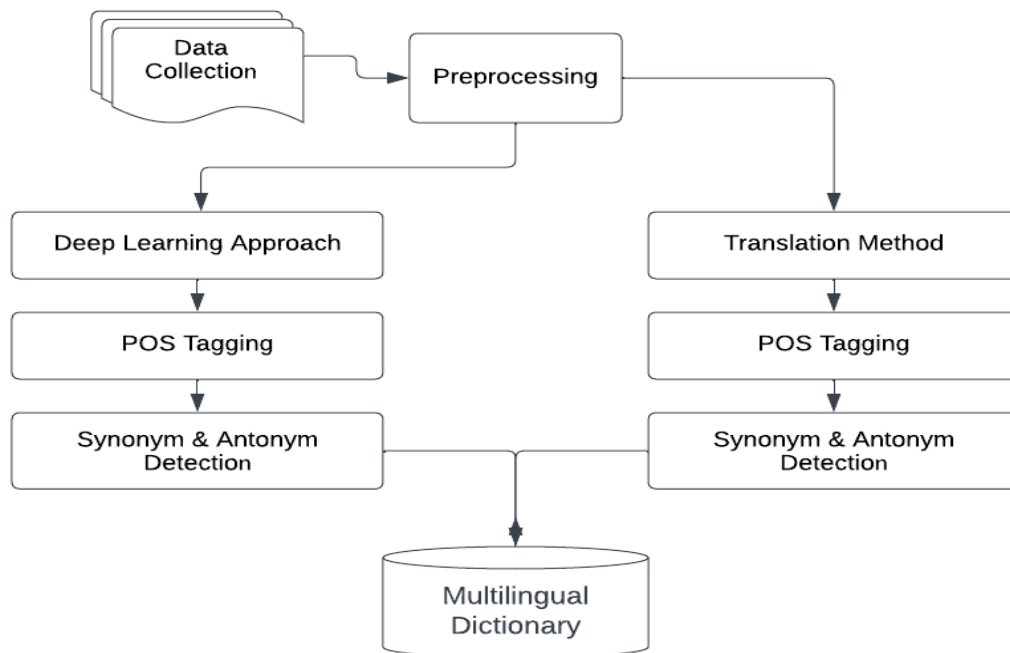 Data
Collection
Preprocessing
Deep Learning Approach
Translation Method
POS Tagging
POS Tagging
Synonym & Antonym
Detection
Synonym & Antonym
Detection
Multilingual
Dictionary